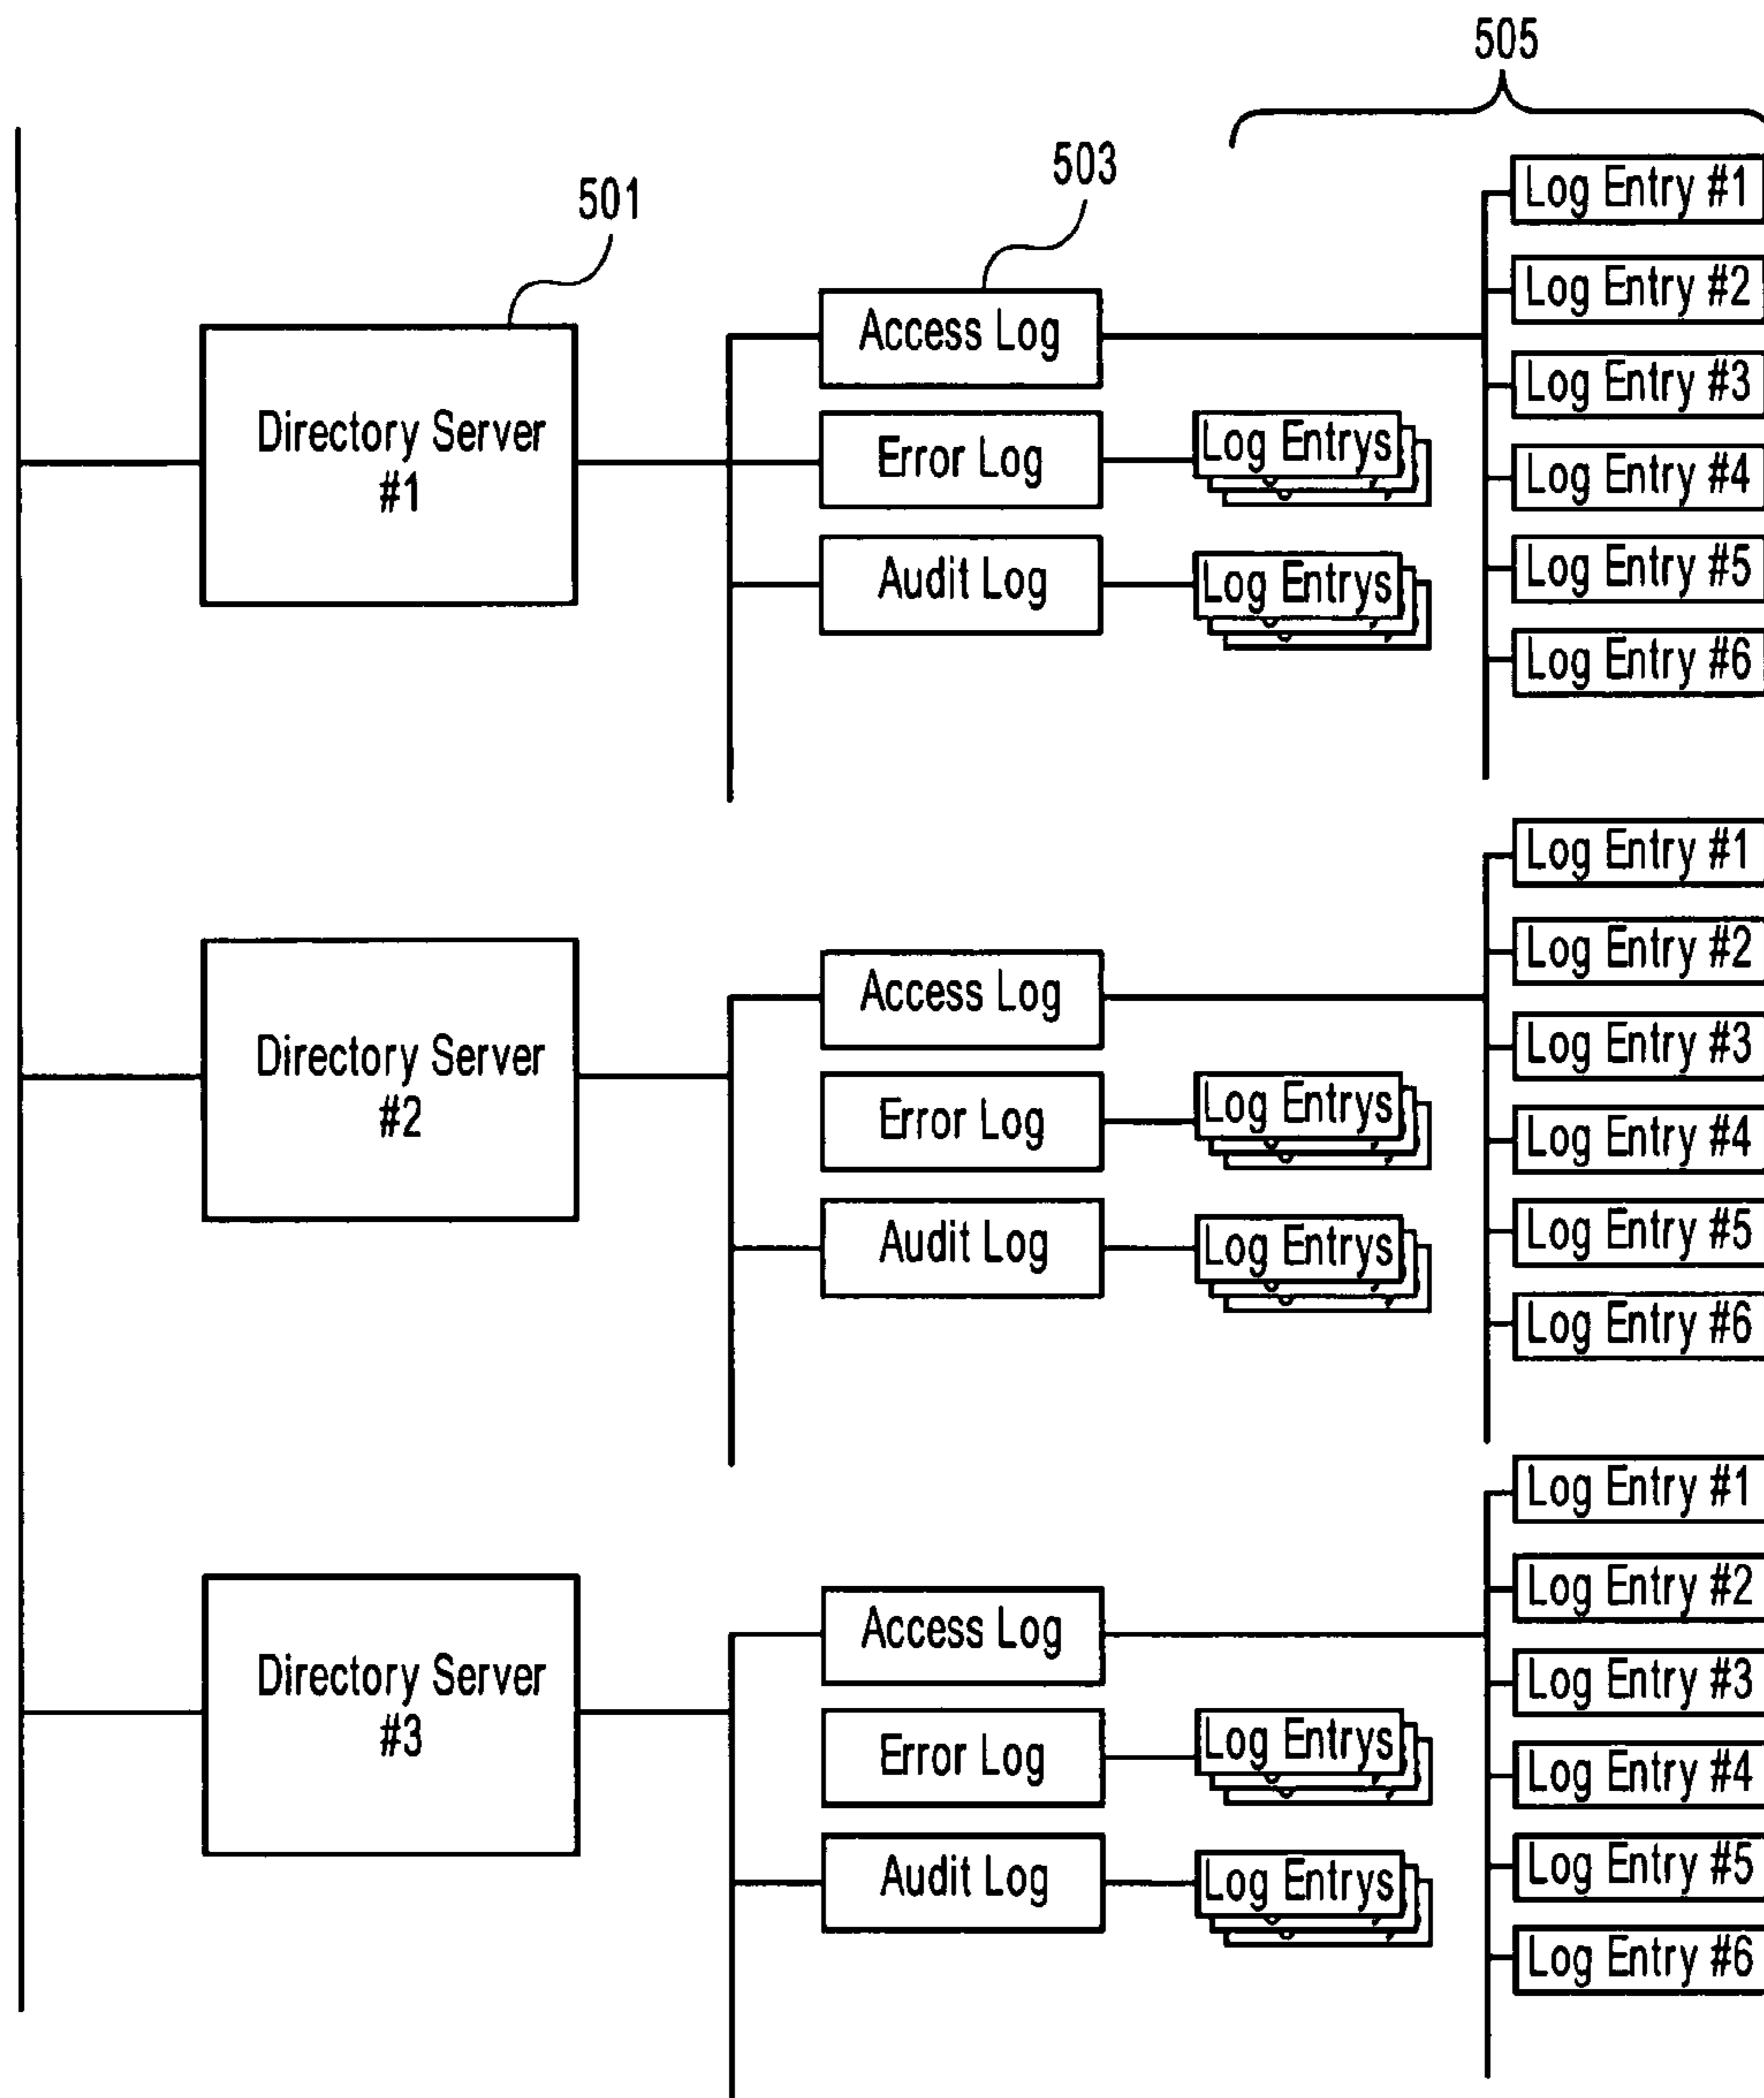 505
503
501
Log Entry #1
Log Entry #2
Log Entry #3
Log Entry #4
Log Entry #5
Log Entry #6
Directory Server
#1
Access Log
Error Log
Log Entrys
Audit Log
Log Entrys
Log Entry #1
Log Entry #2
Log Entry #3
Log Entry #4
Log Entry #5
Log Entry #6
Directory Server
#2
Access Log
Error Log
Log Entrys
Audit Log
Log Entrys
Log Entry #1
Log Entry #2
Log Entry #3
Log Entry #4
Log Entry #5
Log Entry #6
Directory Server
#3
Access Log
Error Log
Log Entrys
Audit Log
Log Entrys